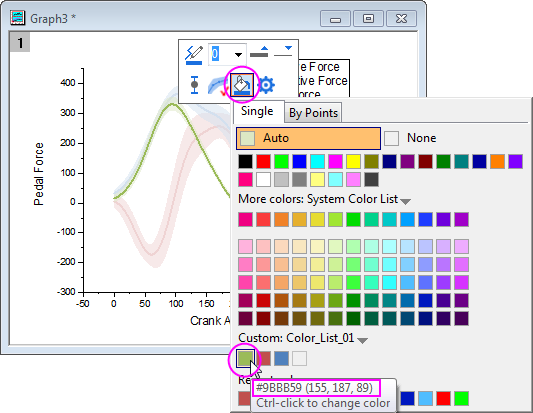 Graph3 *
1
0
e Force
tive Force
Force
400
300
200
100
0
-100
-200
-300
-50
0
50
100
150
200
Pedal Force
Crank A
Single
By Points
Auto
None
More colors: System Color List
Custom: Color_List_01
Re
#9BBB59 (155, 187, 89)
Ctrl-click to change color